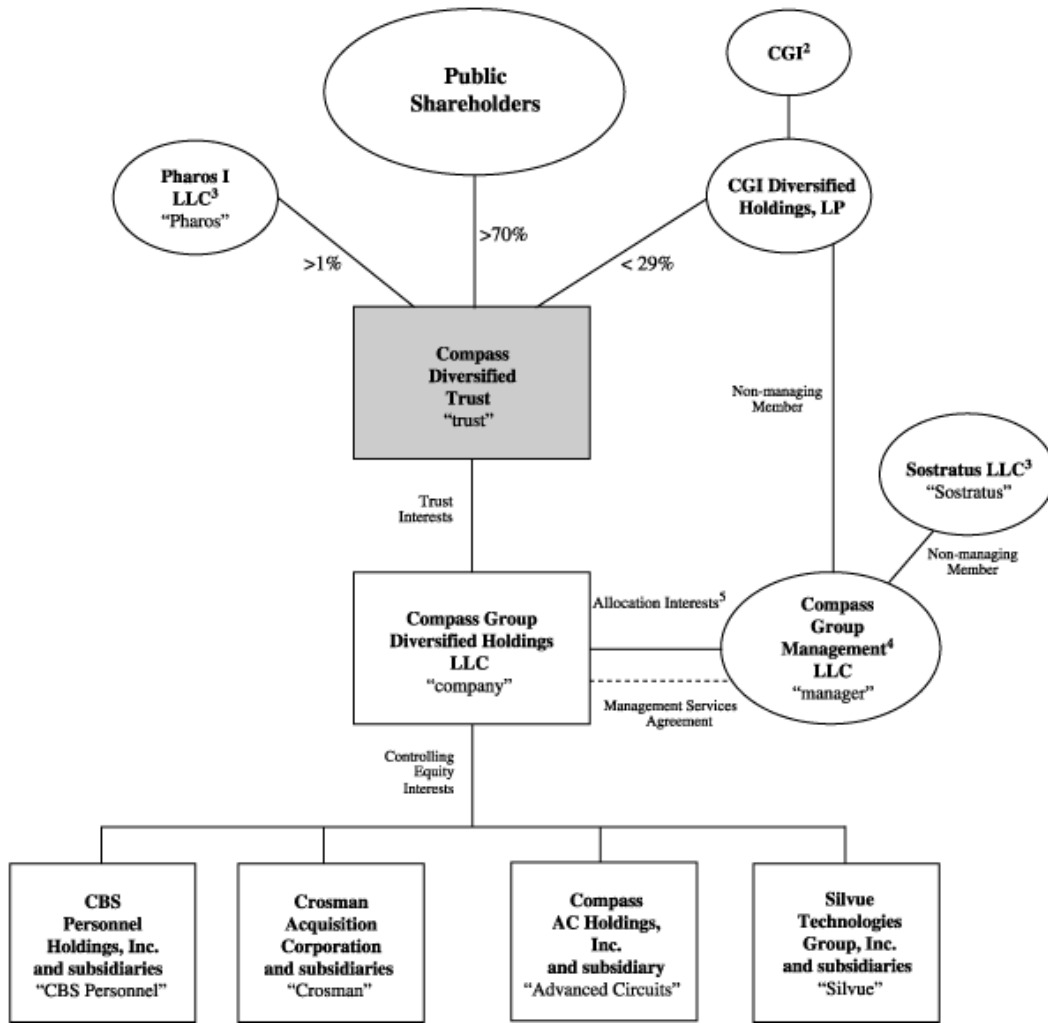 Public
Shareholders
CGI²
Pharos I
LLC³
“Pharos”
CGI Diversified
Holdings, LP
>1%
>70%
< 29%
Compass
Diversified
Trust
“trust”
Non-managing
Member
Sostratus LLC³
“Sostratus”
Trust
Interests
Non-managing
Member
Compass Group
Diversified Holdings
LLC
“company”
Allocation Interests⁵
Compass
Group
Management⁴
LLC
“manager”
Management Services
Agreement
Controlling
Equity
Interests
CBS
Personnel
Holdings, Inc.
and subsidiaries
“CBS Personnel”
Crosman
Acquisition
Corporation
and subsidiaries
“Crosman”
Compass
AC Holdings,
Inc.
and subsidiary
“Advanced Circuits”
Silvue
Technologies
Group, Inc.
and subsidiaries
“Silvue”